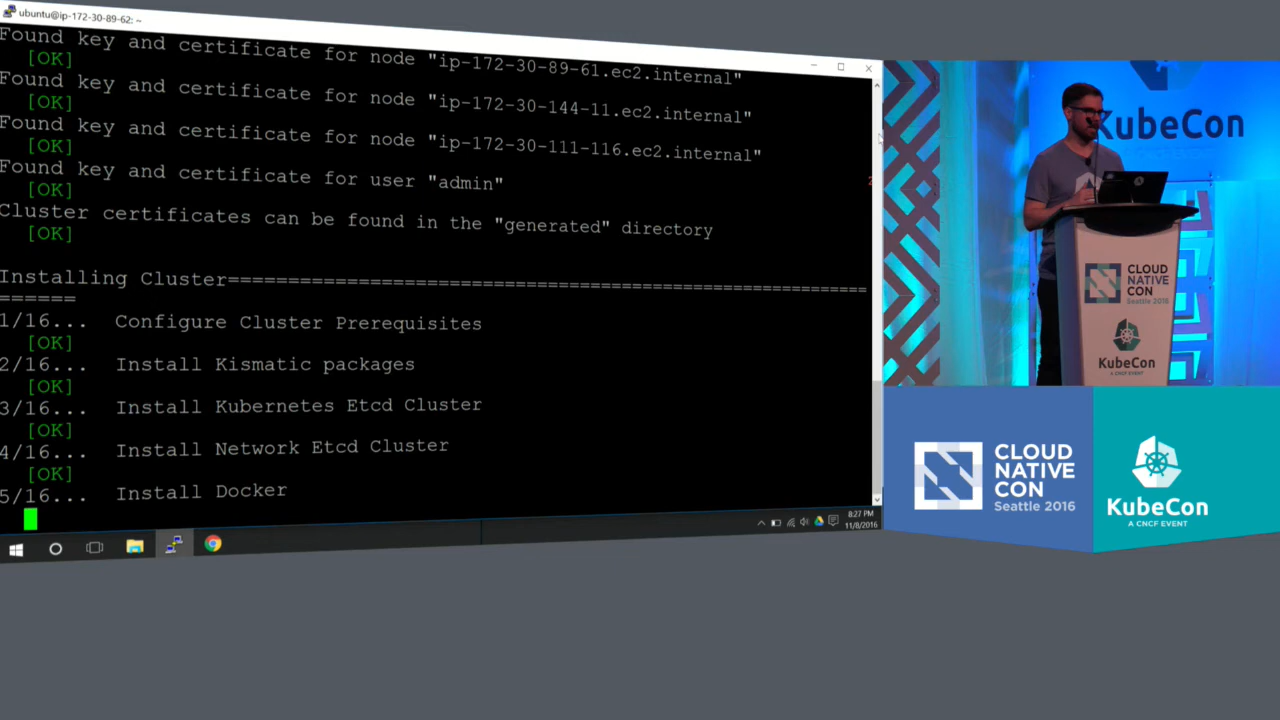 ubuntu@ip-172-30-89-62: ~
Found key and certificate for node "ip-172-30-89-61.ec2.internal"
[OK]
Found key and certificate for node "ip-172-30-144-11.ec2.internal"
[OK]
Found key and certificate for node "ip-172-30-111-116.ec2.internal"
[OK]
Found key and certificate for user "admin"
[OK]
Cluster certificates can be found in the "generated" directory
[OK]
Installing Cluster==================================================================
======
1/16... Configure Cluster Prerequisites
[OK]
2/16... Install Kismatic packages
[OK]
3/16... Install Kubernetes Etcd Cluster
[OK]
4/16... Install Network Etcd Cluster
[OK]
5/16... Install Docker
8:27 PM
11/8/2016
KubeCon
CLOUD
NATIVE
CON
Seattle 2016
KubeCon
A CNCF EVENT
CLOUD
NATIVE
CON
Seattle 2016
KubeCon
A CNCF EVENT